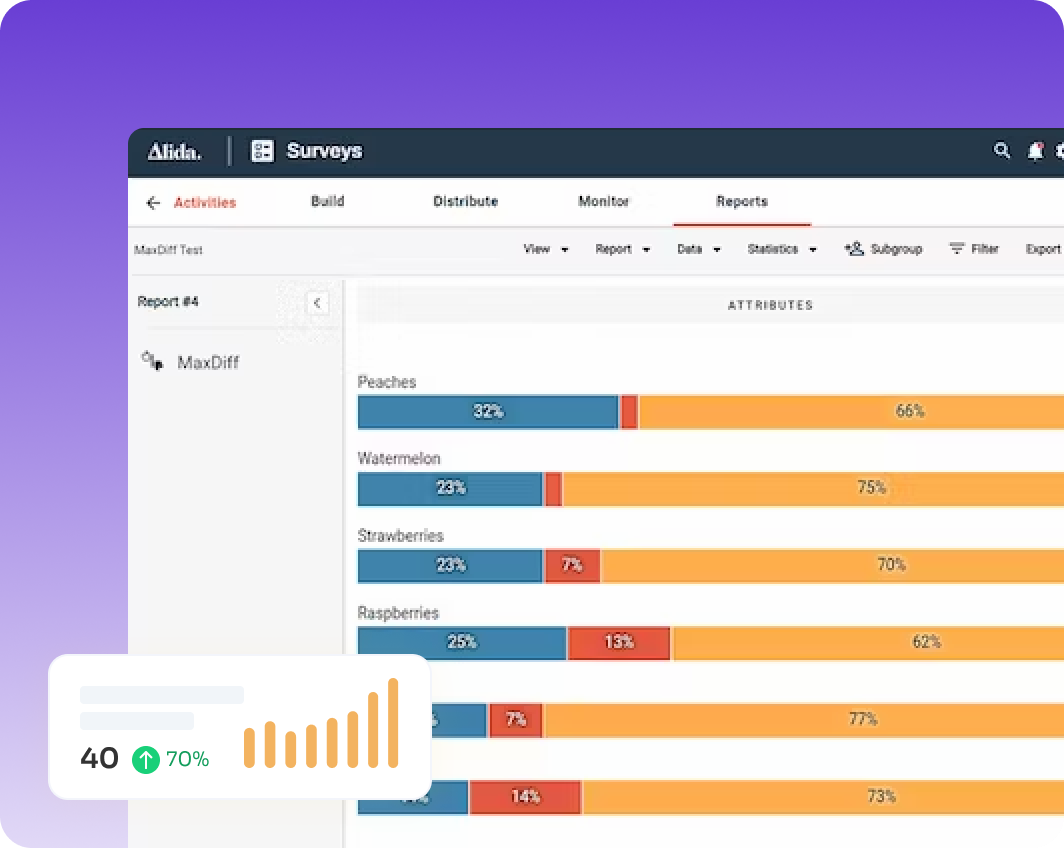 Alida. Surveys
Activities Build Distribute Monitor Reports
MaxDiff Test View Report Data Statistics Subgroup Filter Export
Report #4
ATTRIBUTES
MaxDiff
Peaches
32% 66%
Watermelon
23% 75%
Strawberries
23% 7% 70%
Raspberries
25% 13% 62%
7% 77%
40 70%
14% 73%